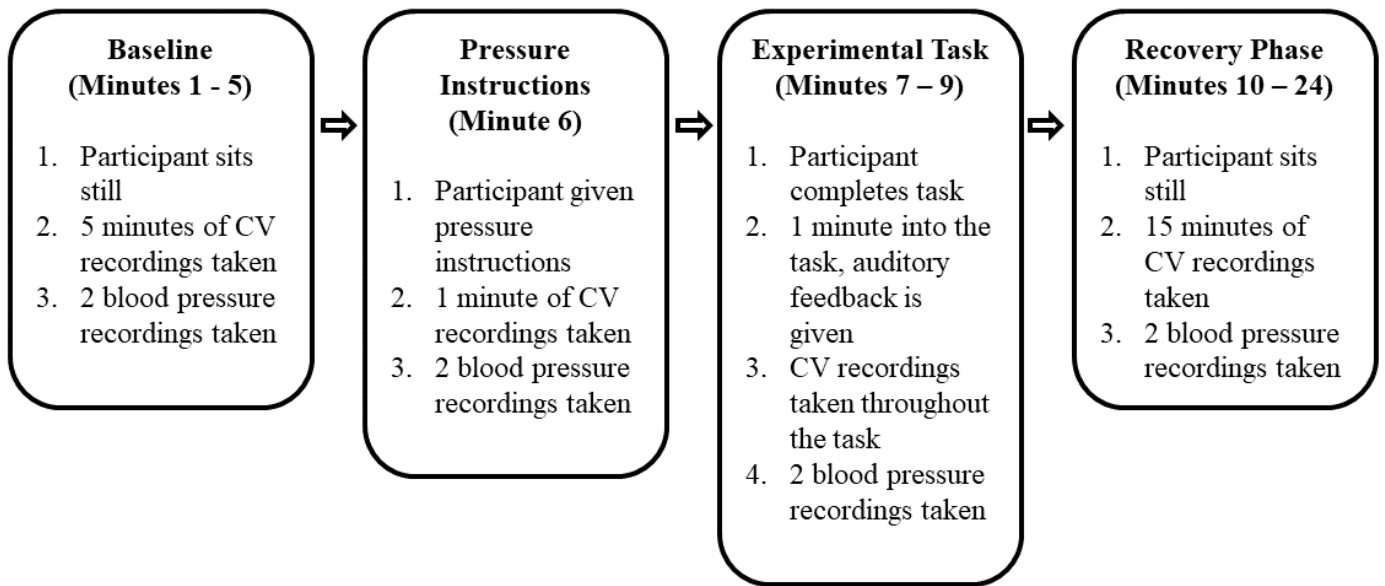 Baseline
(Minutes 1 - 5)
1. Participant sits
still
2. 5 minutes of CV
recordings taken
3. 2 blood pressure
recordings taken
Pressure
Instructions
(Minute 6)
1. Participant given
pressure
instructions
2. 1 minute of CV
recordings taken
3. 2 blood pressure
recordings taken
Experimental Task
(Minutes 7 – 9)
1. Participant
completes task
2. 1 minute into the
task, auditory
feedback is
given
3. CV recordings
taken throughout
the task
4. 2 blood pressure
recordings taken
Recovery Phase
(Minutes 10 – 24)
1. Participant sits
still
2. 15 minutes of
CV recordings
taken
3. 2 blood pressure
recordings taken